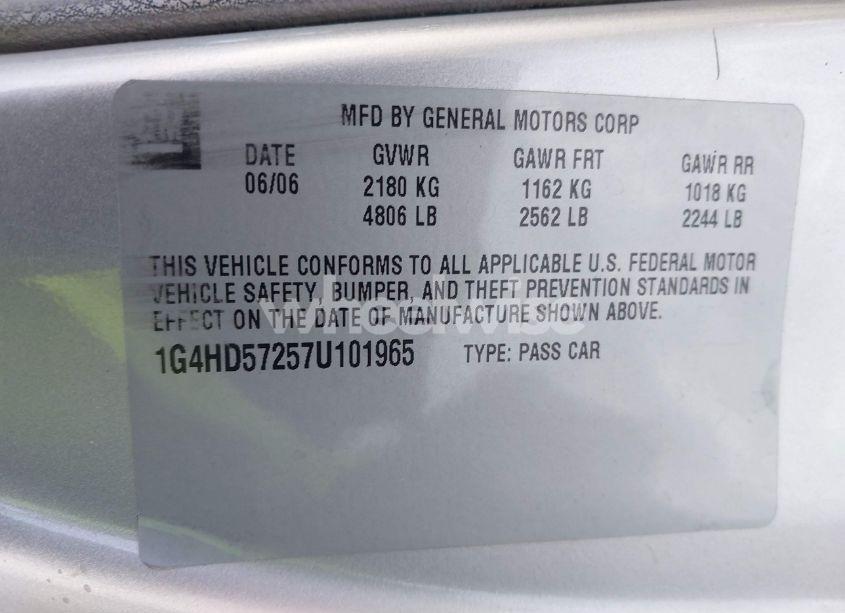 MFD BY GENERAL MOTORS CORP
DATE GVWR GAWR FRT GAWR RR
06/06 2180 KG 1162 KG 1018 KG
4806 LB 2562 LB 2244 LB
THIS VEHICLE CONFORMS TO ALL APPLICABLE U.S. FEDERAL MOTOR
VEHICLE SAFETY, BUMPER, AND THEFT PREVENTION STANDARDS IN
EFFECT ON THE DATE OF MANUFACTURE SHOWN ABOVE.
wheelwise
1G4HD57257U101965 TYPE: PASS CAR